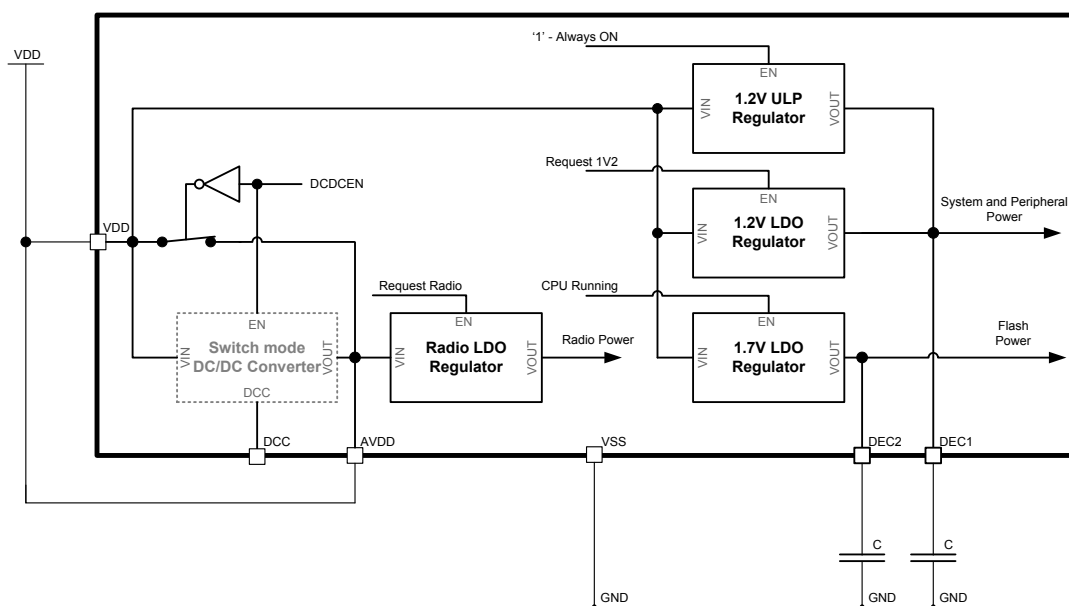 VDD
'1' - Always ON
EN
VIN
1.2V ULP
Regulator
VOUT
Request 1V2
EN
VIN
1.2V LDO
Regulator
VOUT
System and Peripheral
Power
DCDCEN
VDD
Request Radio
CPU Running
EN
VIN
Switch mode
DC/DC Converter
VOUT
DCC
EN
VIN
Radio LDO
Regulator
VOUT
Radio Power
EN
VIN
1.7V LDO
Regulator
VOUT
Flash
Power
DCC
AVDD
VSS
DEC2
DEC1
C
C
GND
GND
GND